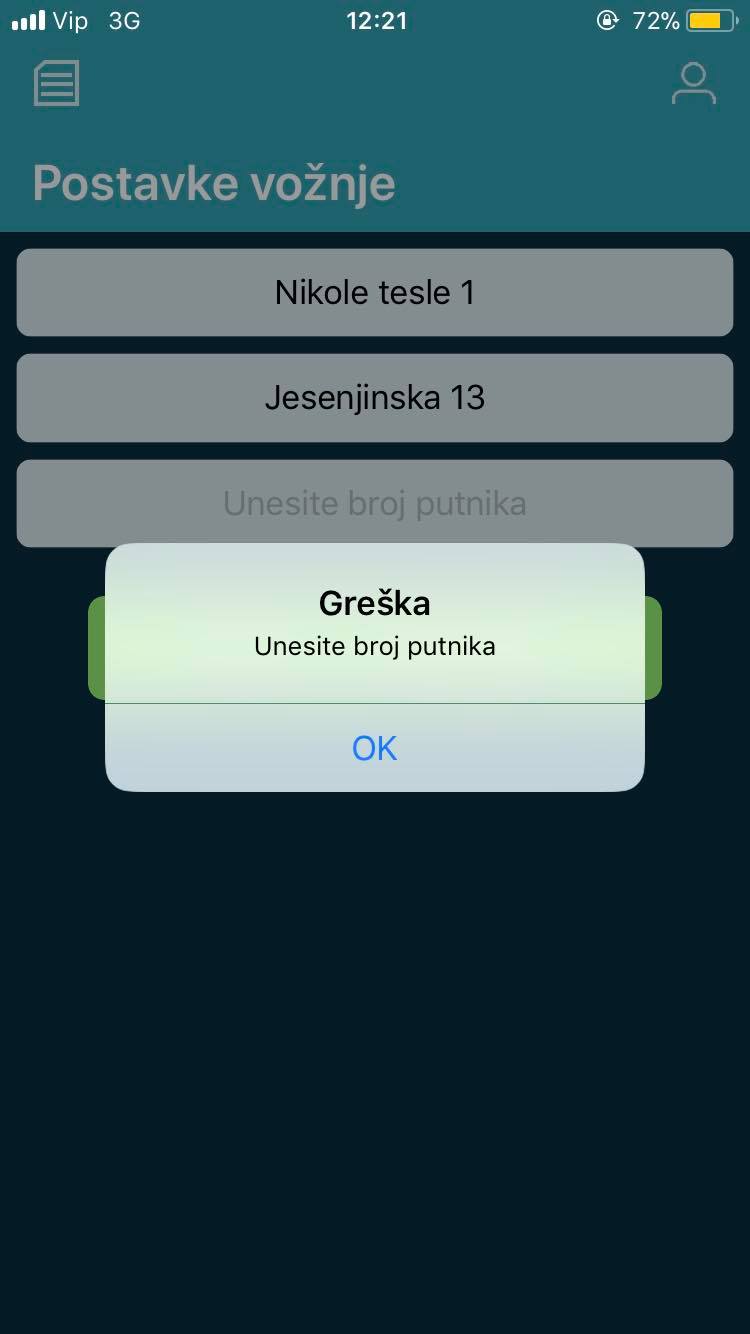 Vip 3G 12:21 72%
Postavke vožnje
Nikole tesle 1
Jesenjinska 13
Unesite broj putnika
Greška
Unesite broj putnika
OK